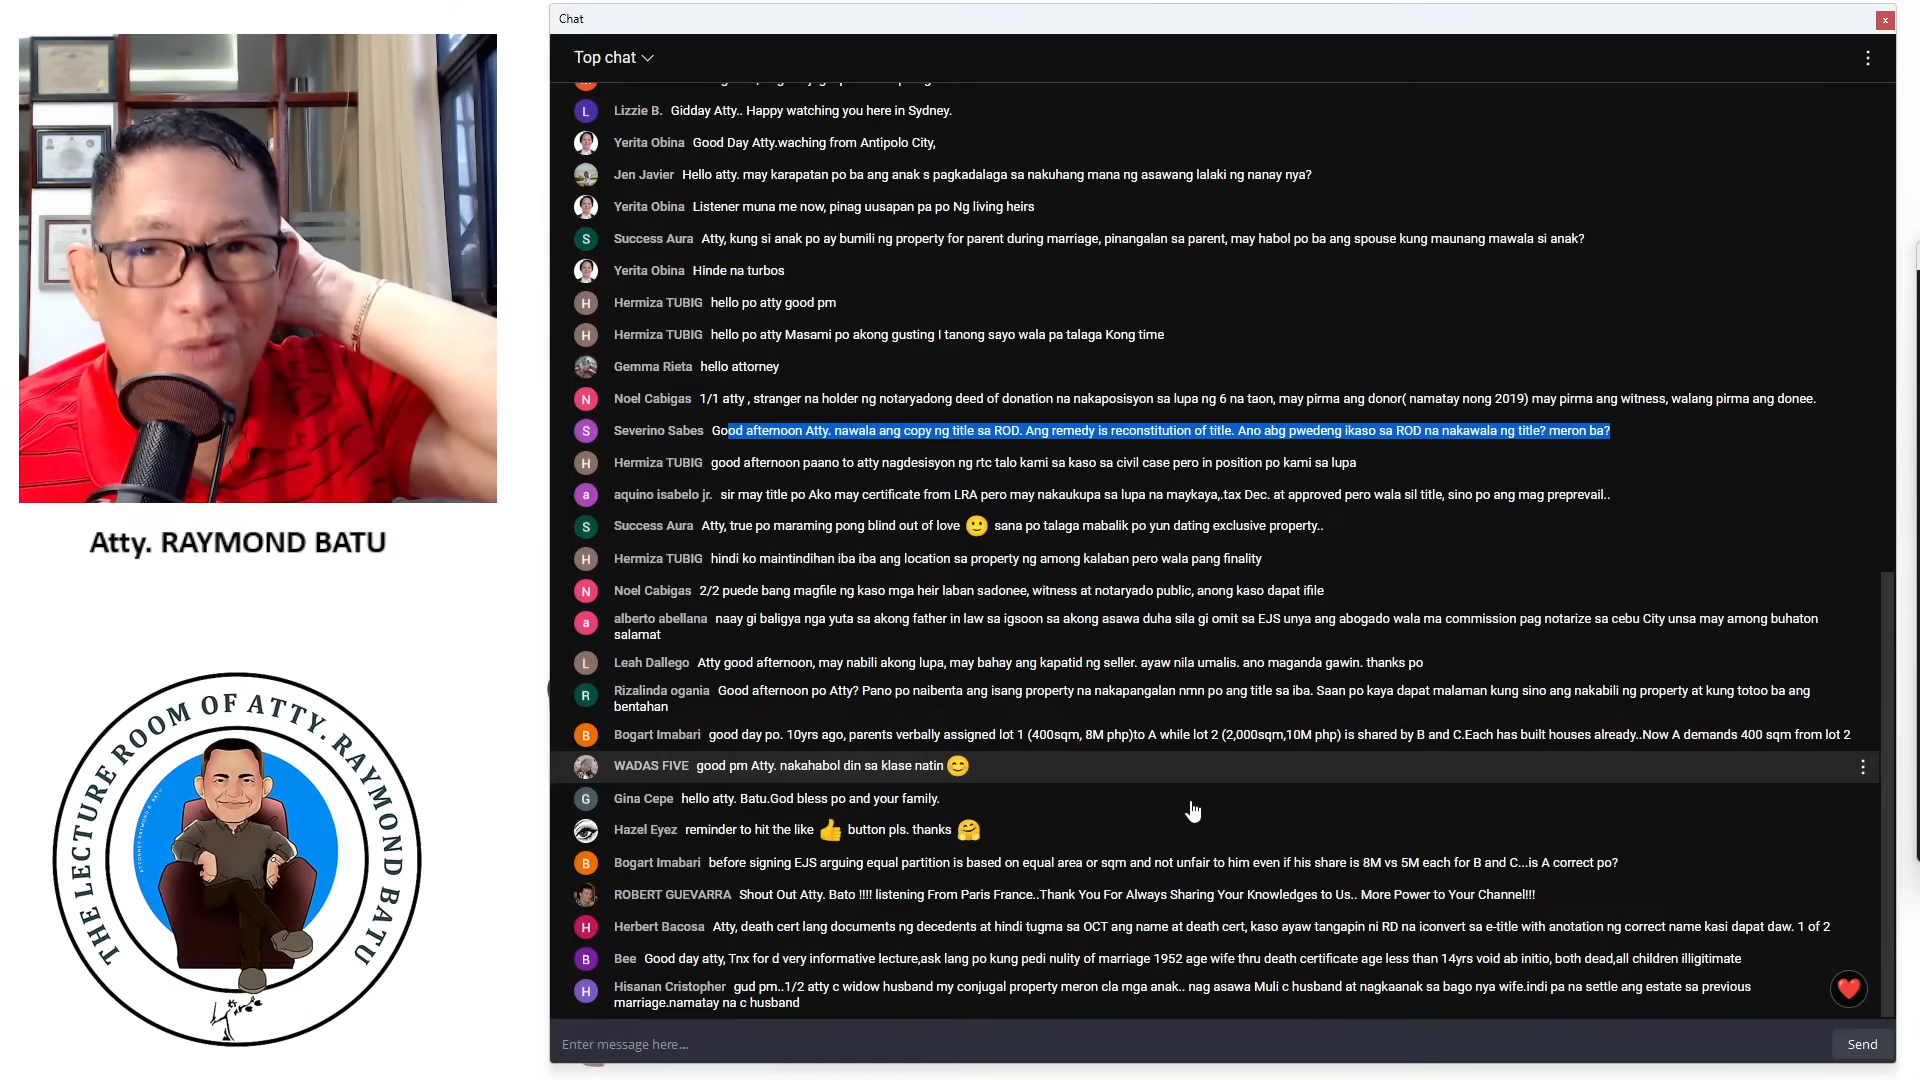 Chat
Top chat
Lizzie B. Gidday Atty.. Happy watching you here in Sydney.
Yerita Obina Good Day Atty.waching from Antipolo City,
Jen Javier Hello atty. may karapatan po ba ang anak s pagkadalaga sa nakuhang mana ng asawang lalaki ng nanay nya?
Yerita Obina Listener muna me now, pinag uusapan pa po Ng living heirs
Success Aura Atty, kung si anak po ay bumili ng property for parent during marriage, pinangalan sa parent, may habol po ba ang spouse kung maunang mawala si anak?
Yerita Obina Hinde na turbos
Hermiza TUBIG hello po atty good pm
Hermiza TUBIG hello po atty Masami po akong gusting I tanong sayo wala pa talaga Kong time
Gemma Rieta hello attorney
Noel Cabigas 1/1 atty , stranger na holder ng notaryadong deed of donation na nakaposisyon sa lupa ng 6 na taon, may pirma ang donor( namatay nong 2019) may pirma ang witness, walang pirma ang donee.
Severino Sabes Good afternoon Atty. nawala ang copy ng title sa ROD. Ang remedy is reconstitution of title. Ano abg pwedeng ikaso sa ROD na nakawala ng title? meron ba?
Hermiza TUBIG good afternoon paano to atty nagdesisyon ng rtc talo kami sa kaso sa civil case pero in position po kami sa lupa
aquino isabelo jr. sir may title po Ako may certificate from LRA pero may nakaukupa sa lupa na maykaya,.tax Dec. at approved pero wala sil title, sino po ang mag preprevail..
Success Aura Atty, true po maraming pong blind out of love 🙂 sana po talaga mabalik po yun dating exclusive property..
Hermiza TUBIG hindi ko maintindihan iba iba ang location sa property ng among kalaban pero wala pang finality
Noel Cabigas 2/2 puede bang magfile ng kaso mga heir laban sadonee, witness at notaryado public, anong kaso dapat ifile
alberto abellana naay gi baligya nga yuta sa akong father in law sa igsoon sa akong asawa duha sila gi omit sa EJS unya ang abogado wala ma commission pag notarize sa cebu City unsa may among buhaton
salamat
Leah Dallego Atty good afternoon, may nabili akong lupa, may bahay ang kapatid ng seller. ayaw nila umalis. ano maganda gawin. thanks po
Rizalinda ogania Good afternoon po Atty? Pano po naibenta ang isang property na nakapangalan nmn po ang title sa iba. Saan po kaya dapat malaman kung sino ang nakabili ng property at kung totoo ba ang
bentahan
Bogart Imabari good day po. 10yrs ago, parents verbally assigned lot 1 (400sqm, 8M php)to A while lot 2 (2,000sqm,10M php) is shared by B and C.Each has built houses already..Now A demands 400 sqm from lot 2
WADAS FIVE good pm Atty. nakahabol din sa klase natin 😊
Gina Cepe hello atty. Batu.God bless po and your family.
Hazel Eyez reminder to hit the like 👍 button pls. thanks 🤗
Bogart Imabari before signing EJS arguing equal partition is based on equal area or sqm and not unfair to him even if his share is 8M vs 5M each for B and C...is A correct po?
ROBERT GUEVARRA Shout Out Atty. Bato !!!! listening From Paris France..Thank You For Always Sharing Your Knowledges to Us.. More Power to Your Channel!!!
Herbert Bacosa Atty, death cert lang documents ng decedents at hindi tugma sa OCT ang name at death cert, kaso ayaw tangapin ni RD na iconvert sa e-title with anotation ng correct name kasi dapat daw. 1 of 2
Bee Good day atty, Tnx for d very informative lecture,ask lang po kung pedi nulity of marriage 1952 age wife thru death certificate age less than 14yrs void ab initio, both dead,all children illigitimate
Hisanan Cristopher gud pm..1/2 atty c widow husband my conjugal property meron cla mga anak.. nag asawa Muli c husband at nagkaanak sa bago nya wife.indi pa na settle ang estate sa previous
marriage.namatay na c husband
Enter message here...
Send
Atty. RAYMOND BATU
THE LECTURE ROOM OF ATTY. RAYMOND BATU
ATTORNEY RAYMOND B. BATU